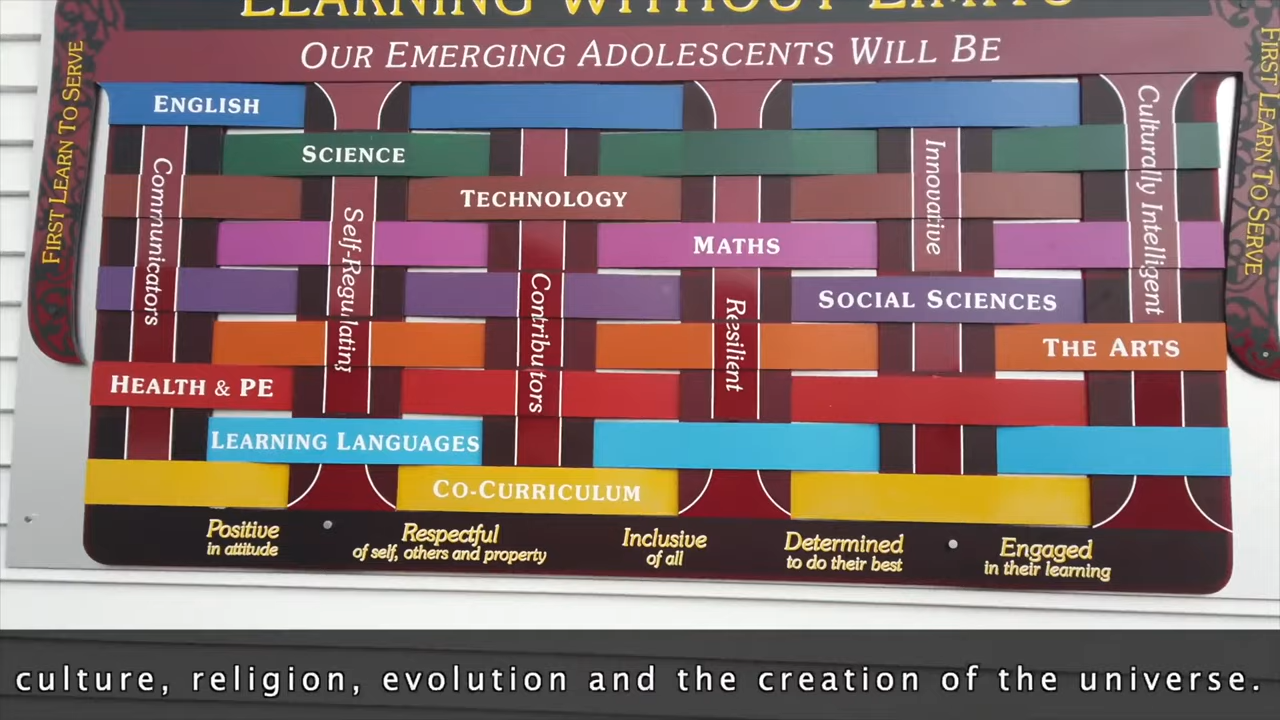 LEARNING WITHOUT LIMITS
OUR EMERGING ADOLESCENTS WILL BE
FIRST LEARN TO SERVE
FIRST LEARN TO SERVE
ENGLISH
SCIENCE
TECHNOLOGY
MATHS
SOCIAL SCIENCES
THE ARTS
HEALTH & PE
LEARNING LANGUAGES
CO-CURRICULUM
Communicators
Self-Regulating
Contributors
Resilient
Innovative
Culturally Intelligent
Positive
in attitude
Respectful
of self, others and property
Inclusive
of all
Determined
to do their best
Engaged
in their learning
culture, religion, evolution and the creation of the universe.